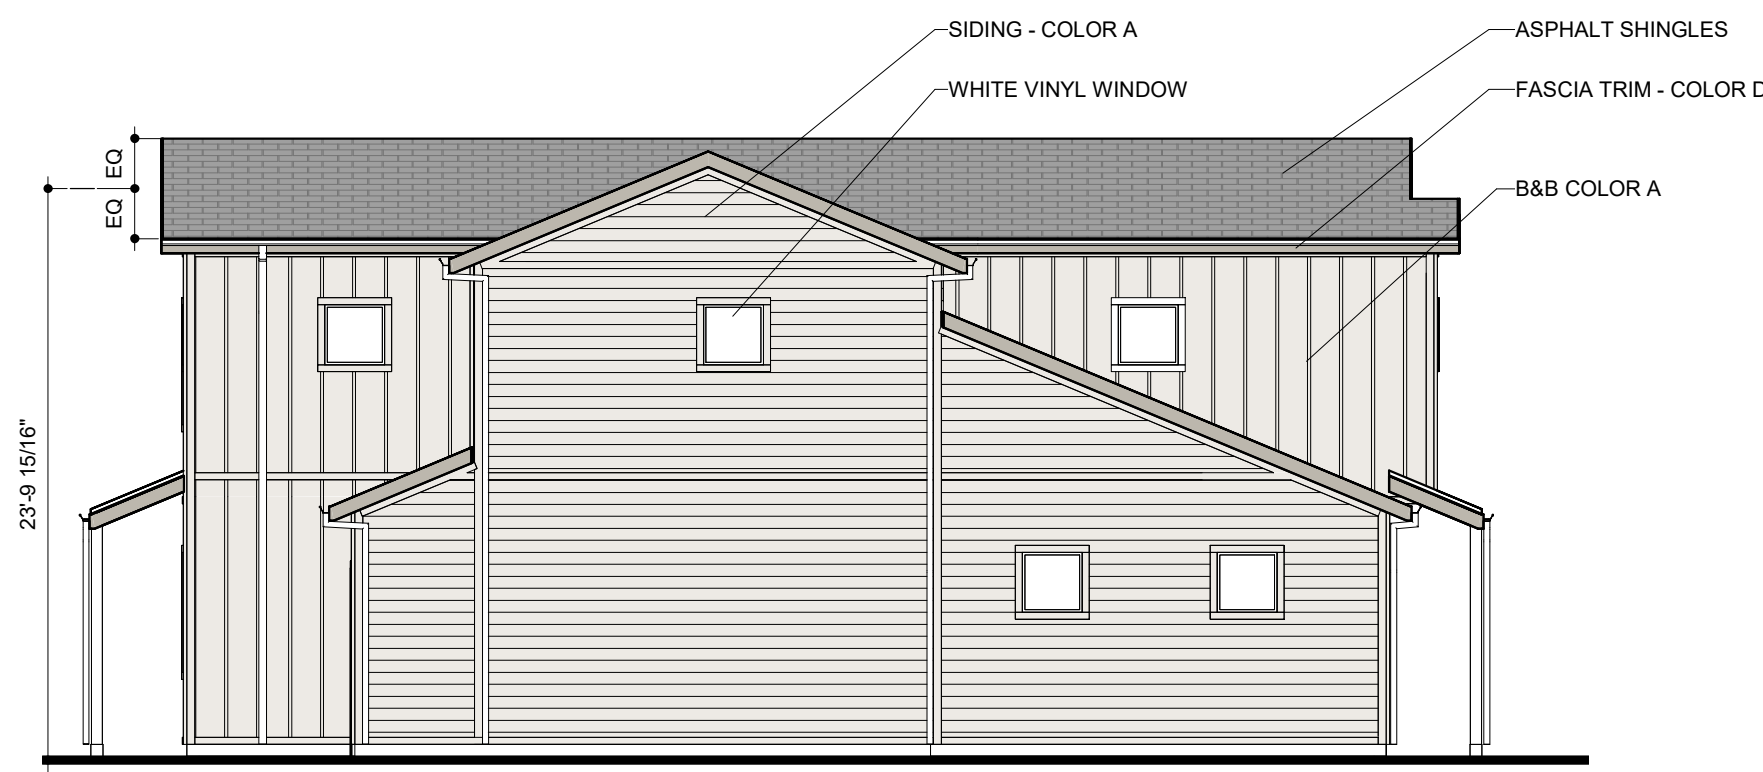 SIDING - COLOR A
ASPHALT SHINGLES
WHITE VINYL WINDOW
FASCIA TRIM - COLOR D
B&B COLOR A
EQ
EQ
23'-9 15/16"